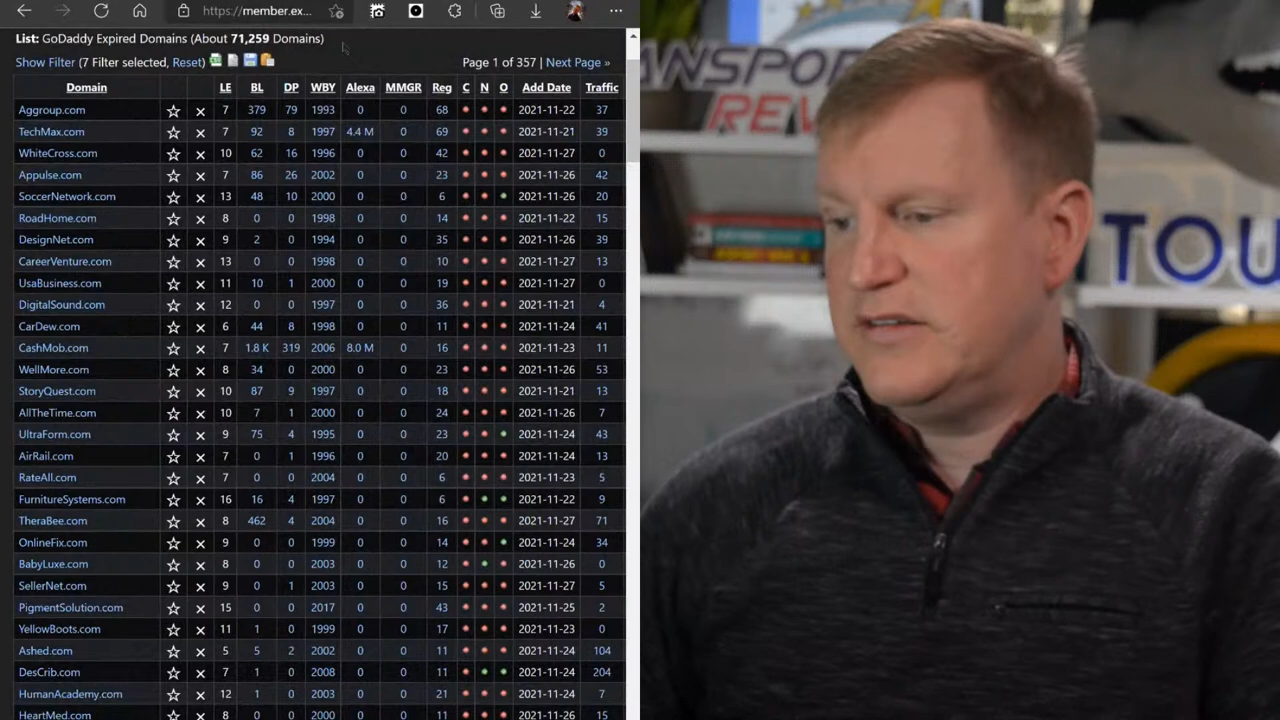 https://member.ex...
List: GoDaddy Expired Domains (About 71,259 Domains)
Show Filter (7 Filter selected, Reset)
Page 1 of 357 | Next Page »
Domain LE BL DP WBY Alexa MMGR Reg C N O Add Date Traffic
Aggroup.com 7 379 79 1993 0 0 68 2021-11-22 37
TechMax.com 7 92 8 1997 4.4 M 0 69 2021-11-21 39
WhiteCross.com 10 62 16 1996 0 0 42 2021-11-27 0
Appulse.com 7 86 26 2002 0 0 23 2021-11-26 42
SoccerNetwork.com 13 48 10 2000 0 0 6 2021-11-26 20
RoadHome.com 8 0 0 1998 0 0 14 2021-11-22 15
DesignNet.com 9 2 0 1994 0 0 35 2021-11-26 39
CareerVenture.com 13 0 0 1998 0 0 10 2021-11-27 13
UsaBusiness.com 11 10 1 2000 0 0 19 2021-11-27 0
DigitalSound.com 12 0 0 1997 0 0 36 2021-11-21 4
CarDew.com 6 44 8 1998 0 0 11 2021-11-24 41
CashMob.com 7 1.8 K 319 2006 8.0 M 0 16 2021-11-23 11
WellMore.com 8 34 0 2000 0 0 23 2021-11-26 53
StoryQuest.com 10 87 9 1997 0 0 18 2021-11-21 13
AllTheTime.com 10 7 1 2000 0 0 24 2021-11-26 7
UltraForm.com 9 75 4 1995 0 0 23 2021-11-24 43
AirRail.com 7 0 1 1996 0 0 20 2021-11-24 13
RateAll.com 7 0 0 2004 0 0 6 2021-11-23 5
FurnitureSystems.com 16 16 4 1997 0 0 6 2021-11-22 9
TheraBee.com 8 462 4 2004 0 0 16 2021-11-27 71
OnlineFix.com 9 0 0 1999 0 0 14 2021-11-24 34
BabyLuxe.com 8 0 0 2003 0 0 12 2021-11-26 0
SellerNet.com 9 0 1 2003 0 0 15 2021-11-27 5
PigmentSolution.com 15 0 0 2017 0 0 43 2021-11-25 2
YellowBoots.com 11 1 0 1999 0 0 17 2021-11-23 0
Ashed.com 5 5 2 2002 0 0 11 2021-11-24 104
DesCrib.com 7 1 0 2008 0 0 11 2021-11-24 204
HumanAcademy.com 12 1 0 2003 0 0 21 2021-11-24 7
HeartMed.com 8 0 0 2000 0 0 11 2021-11-26 15
ANSPOR
REV
TOU